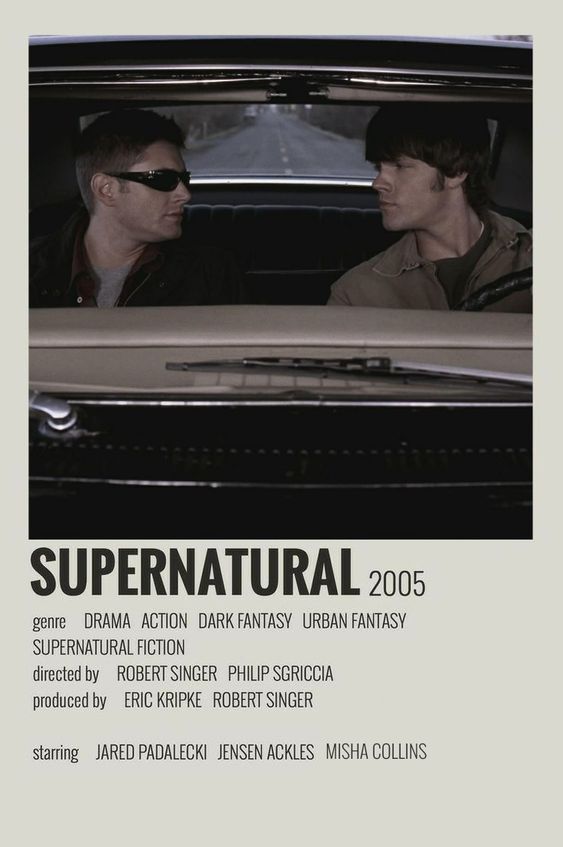 SUPERNATURAL 2005
genre DRAMA ACTION DARK FANTASY URBAN FANTASY
SUPERNATURAL FICTION
directed by ROBERT SINGER PHILIP SGRICCIA
produced by ERIC KRIPKE ROBERT SINGER
starring JARED PADALECKI JENSEN ACKLES MISHA COLLINS